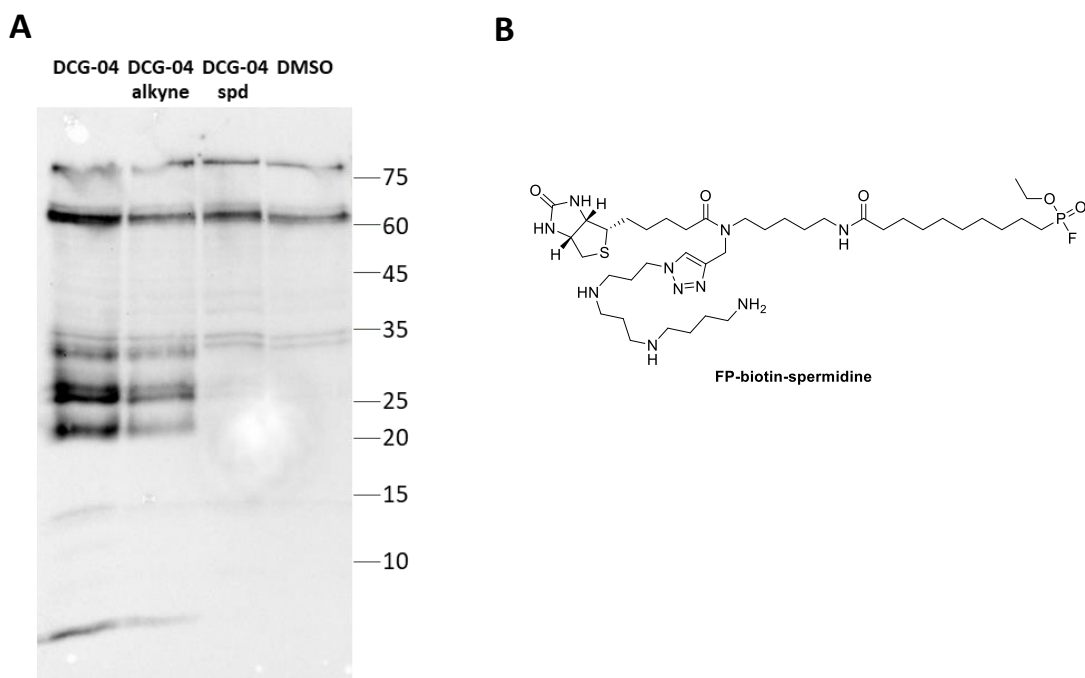 A
B
DCG-04 DCG-04 DCG-04 DMSO
alkyne spd
75
60
45
35
25
20
15
10
O
NH
HN
H
H
S
O
N
N
N
N
HN
N
H
NH2
O
N
H
O
P
O
F
FP-biotin-spermidine